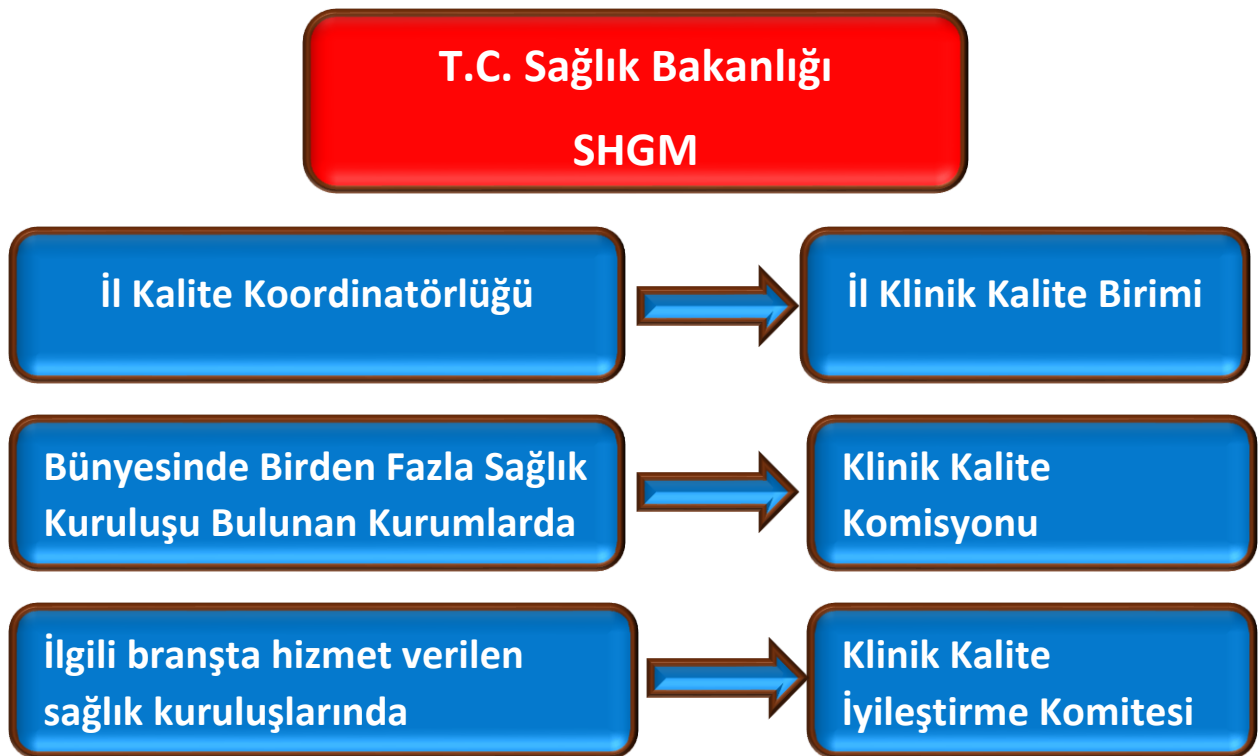 T.C. Sağlık Bakanlığı
SHGM
İl Kalite Koordinatörlüğü
İl Klinik Kalite Birimi
Bünyesinde Birden Fazla Sağlık
Kuruluşu Bulunan Kurumlarda
Klinik Kalite
Komisyonu
İlgili branşta hizmet verilen
sağlık kuruluşlarında
Klinik Kalite
İyileştirme Komitesi